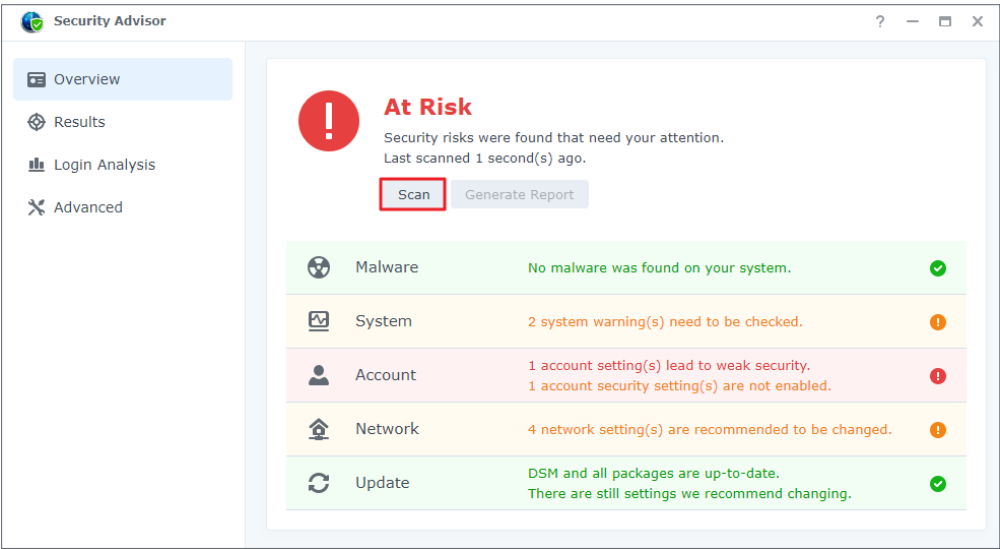 Security Advisor
?
Overview
Results
Login Analysis
Advanced
At Risk
Security risks were found that need your attention.
Last scanned 1 second(s) ago.
Scan Generate Report
Malware No malware was found on your system.
System 2 system warning(s) need to be checked.
Account 1 account setting(s) lead to weak security.
1 account security setting(s) are not enabled.
Network 4 network setting(s) are recommended to be changed.
Update DSM and all packages are up-to-date.
There are still settings we recommend changing.